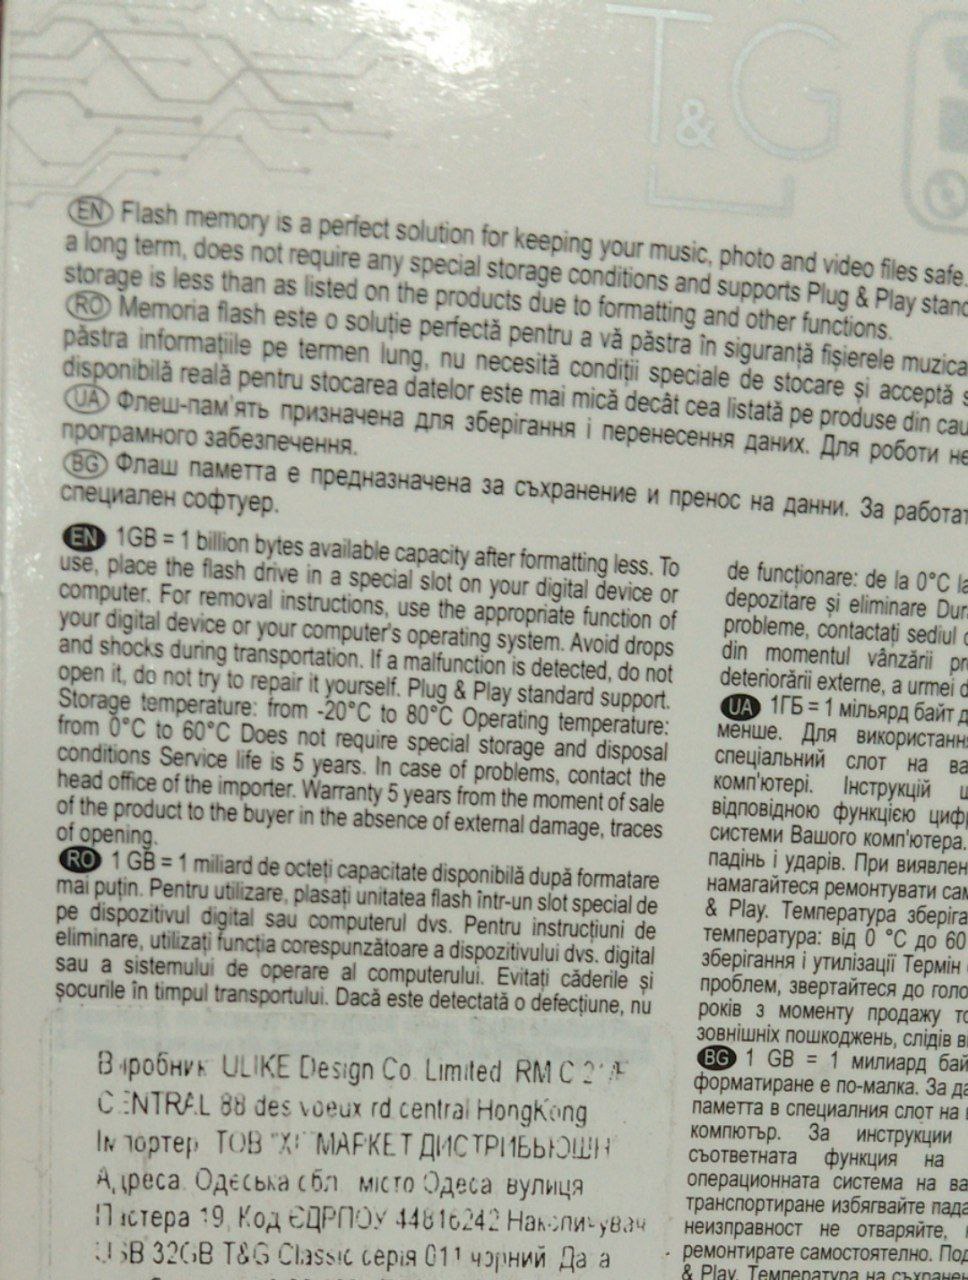 T&G
EN Flash memory is a perfect solution for keeping your music, photo and video files safe.
a long term, does not require any special storage conditions and supports Plug & Play
storage is less than as listed on the products due to formatting and other functions.
RO Memoria flash este o soluție perfectă pentru a vă păstra în siguranță fișierele
păstra informațiile pe termen lung, nu necesită condiții speciale de stocare și acceptă
disponibilă reală pentru stocarea datelor este mai mică decât cea listată pe produse din
UA Флеш-пам'ять призначена для зберігання і перенесення даних. Для роботи не
програмного забезпечення.
BG Флаш паметта е предназначена за съхранение и пренос на данни. За
специален софтуер.
EN 1GB = 1 billion bytes available capacity after formatting less. To
use, place the flash drive in a special slot on your digital device or
computer. For removal instructions, use the appropriate function of
your digital device or your computer's operating system. Avoid drops
and shocks during transportation. If a malfunction is detected, do not
open it, do not try to repair it yourself. Plug & Play standard support.
Storage temperature: from -20°C to 80°C Operating temperature:
from 0°C to 60°C Does not require special storage and disposal
conditions Service life is 5 years. In case of problems, contact the
head office of the importer. Warranty 5 years from the moment of sale
of the product to the buyer in the absence of external damage, traces
of opening.
RO 1 GB = 1 miliard de octeți capacitate disponibilă după formatare
mai puțin. Pentru utilizare, plasați unitatea flash într-un slot special de
pe dispozitivul digital sau computerul dvs. Pentru instrucțiuni de
eliminare, utilizați funcția corespunzătoare a dispozitivului dvs. digital
sau a sistemului de operare al computerului. Evitați căderile și
șocurile în timpul transportului. Dacă este detectată o defecțiune, nu
de funcționare: de la 0°C
depozitare și eliminare
probleme, contactați sediul
din momentul vânzării
deteriorării externe, a urmei
UA 1ГБ = 1 мільярд байт
менше. Для використання
спеціальний слот на
комп'ютері. Інструкцій
відповідною функцією
системи Вашого комп'ютера.
падінь і ударів. При
намагайтеся ремонтувати
& Play. Температура
температура: від 0 °C до 60
зберігання і утилізації Термін
проблем, звертайтеся до
років з моменту продажу
зовнішніх пошкоджень, слідів
BG 1 GB = 1 милиард
форматиране е по-малка. За
паметта в специалния слот на
компютър. За инструкции
съответната функция на
операционната система на
транспортиране избягвайте
неизправност не отваряйте,
ремонтирате самостоятелно.
& Play. Температура на
Виробник ULIKE Design Co Limited RM C
CENTRAL 88 des voeux rd central HongKong
Імпортер ТОВ МАРКЕТ ДИСТРИБЬЮШН
Адреса Одеська обл місто Одеса вулиця
Пастера 19 Код ЄДРПОУ 44816242 Накопичувач
USB 32GB T&G Classic серія 011 чорний Дата